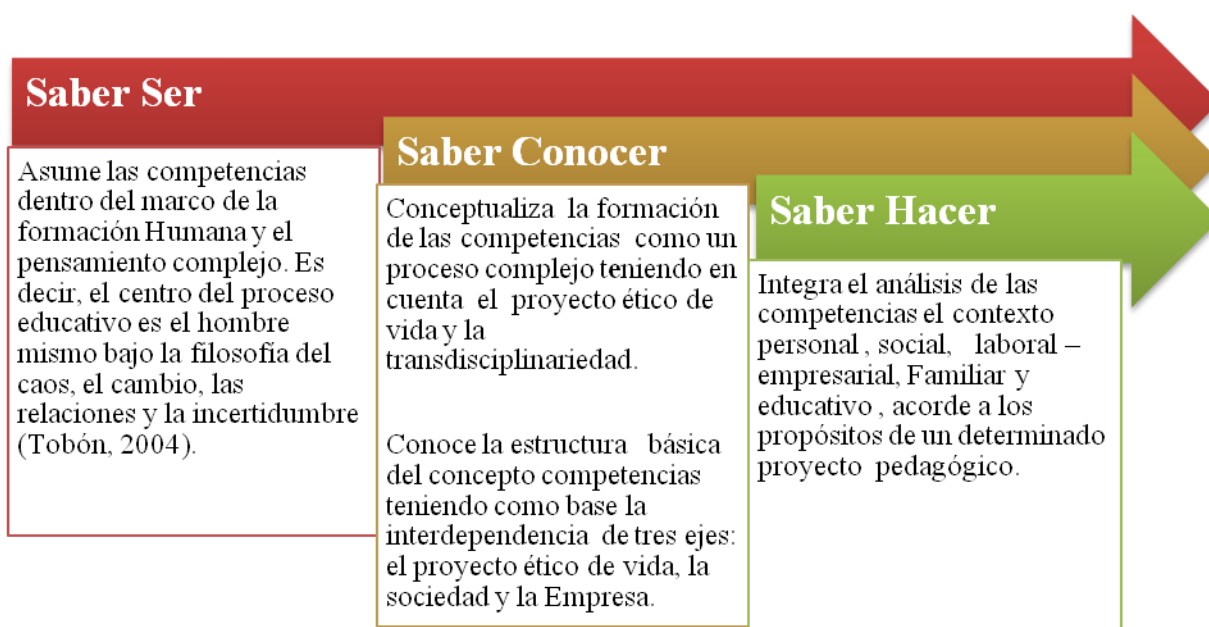 Saber Ser
Asume las competencias
dentro del marco de la
formación Humana y el
pensamiento complejo. Es
decir, el centro del proceso
educativo es el hombre
mismo bajo la filosofía del
caos, el cambio, las
relaciones y la incertidumbre
(Tobón, 2004).
Saber Conocer
Conceptualiza la formación
de las competencias como un
proceso complejo teniendo en
cuenta el proyecto ético de
vida y la
transdisciplinariedad.
Conoce la estructura básica
del concepto competencias
teniendo como base la
interdependencia de tres ejes:
el proyecto ético de vida, la
sociedad y la Empresa.
Saber Hacer
Integra el análisis de las
competencias el contexto
personal , social, laboral –
empresarial, Familiar y
educativo , acorde a los
propósitos de un determinado
proyecto pedagógico.